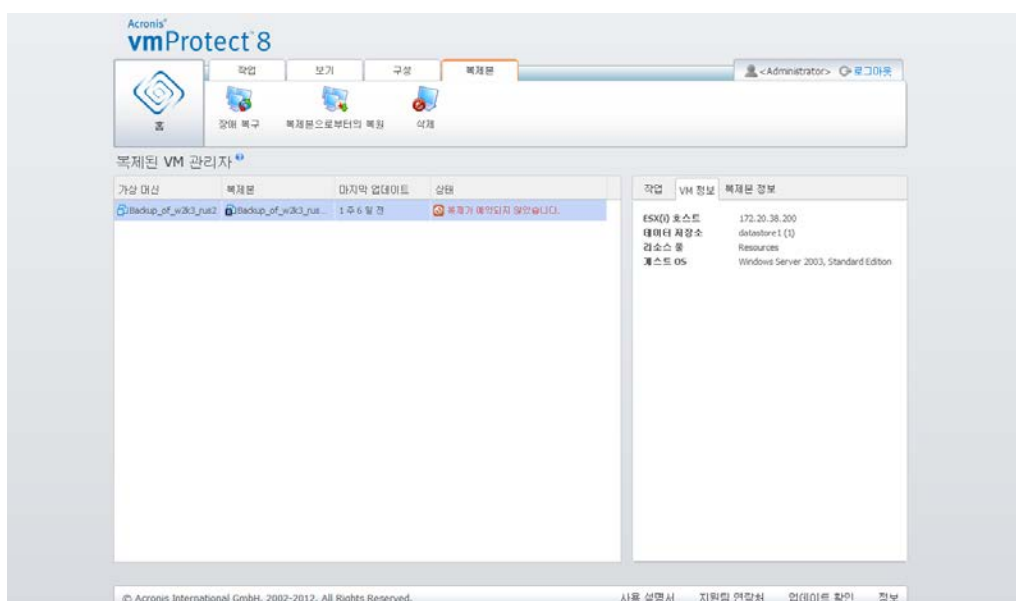 Acronis®
vmProtect 8
작업 보기 구성 복제본
<Administrator> 로그아웃
홈
장애 복구 복제본으로부터의 복원 삭제
복제된 VM 관리자
가상 머신 복제본 마지막 업데이트 상태
Backup_of_w2k3_rus2 Backup_of_w2k3_rus... 1 주 6 일 전 복제가 예약되지 않았습니다.
작업 VM 정보 복제본 정보
ESX(i) 호스트 172.20.38.200
데이터 저장소 datastore1 (1)
리소스 풀 Resources
게스트 OS Windows Server 2003, Standard Edition
© Acronis International GmbH, 2002-2012. All Rights Reserved.
사용 설명서 지원팀 연락처 업데이트 확인 정보